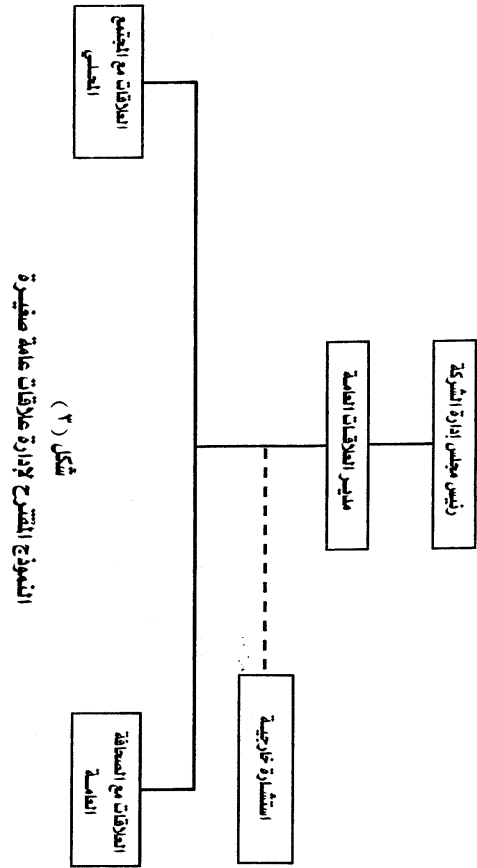 رئيس مجلس إدارة الشركة
مدير العلاقات العامة
استشارة خارجية
العلاقات مع الصحافة
العامة
العلاقات مع المجتمع
المحلي
شكل ( ٣ )
النموذج المقترح لإدارة علاقات عامة صغيرة